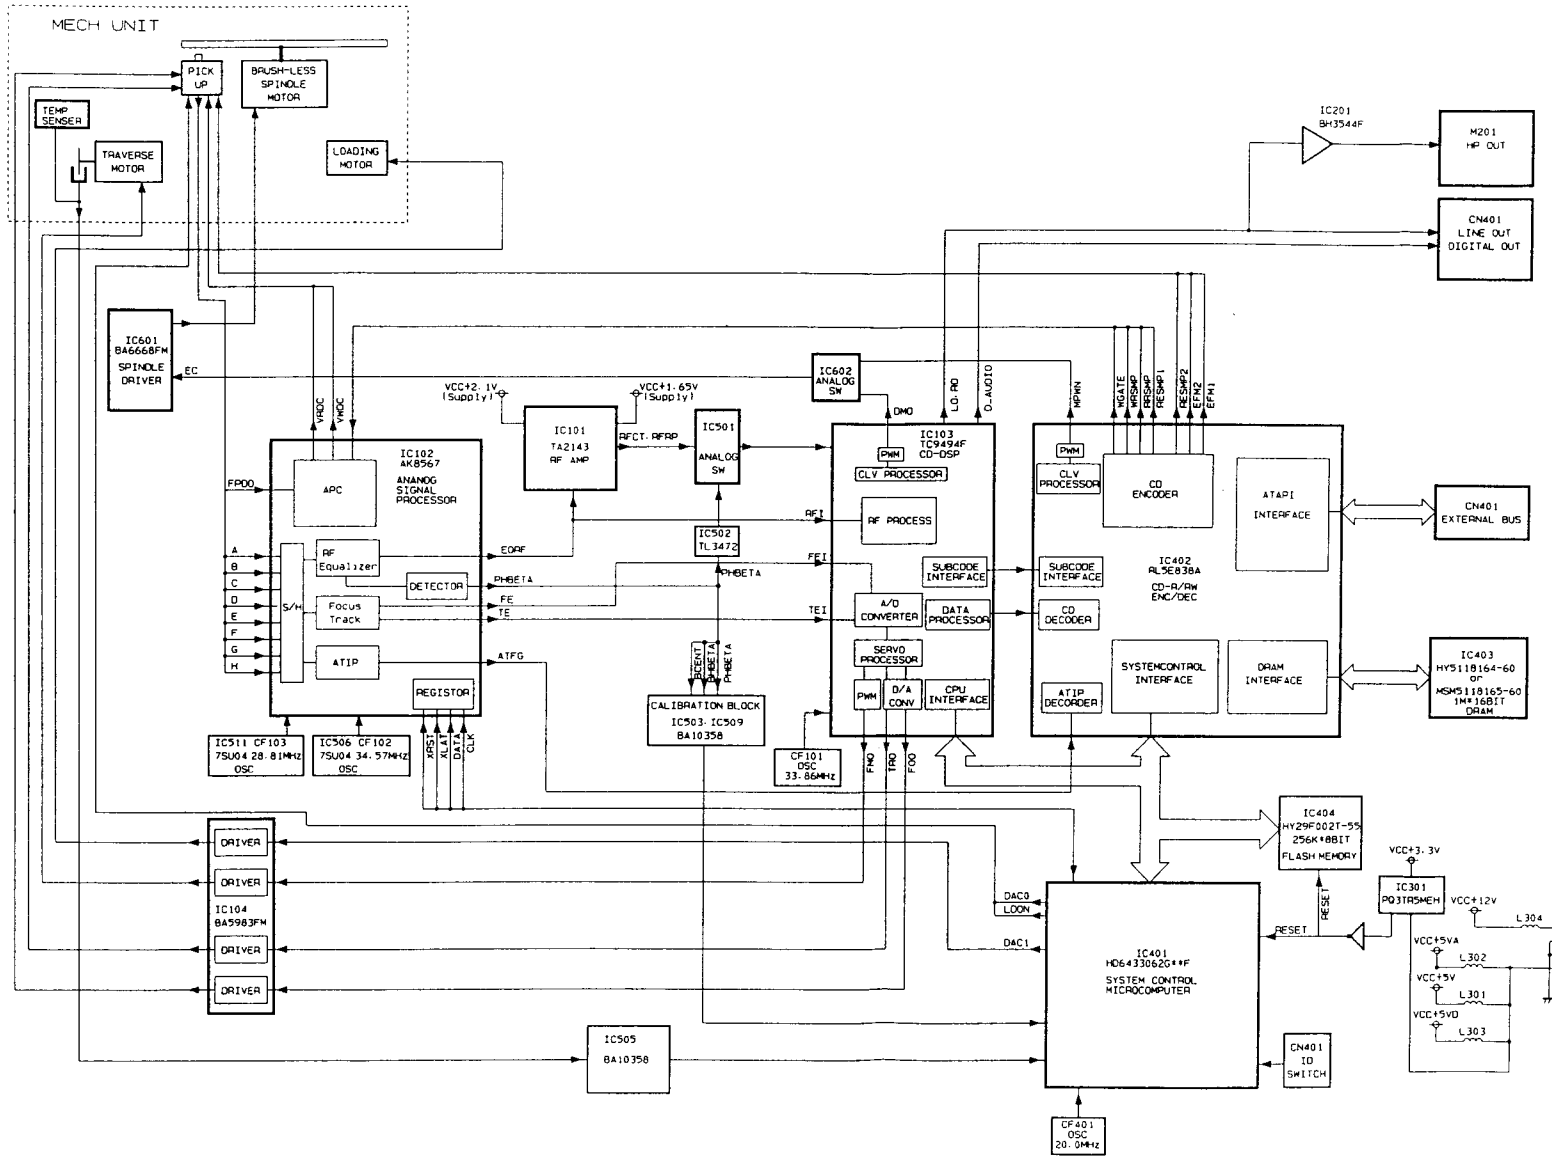 MECH UNIT
PICK
UP
BRUSH-LESS
SPINDLE
MOTOR
TEMP
SENSER
TRAVERSE
MOTOR
LOADING
MOTOR
IC201
BH3544F
M201
HP OUT
CN401
LINE OUT
DIGITAL OUT
IC601
BA6668FM
SPINDLE
DRIVER
EC
VRDC
VWDC
VCC+2.1V
(Supply)
VCC+1.65V
(Supply)
IC602
ANALOG
SW
DMO
LO.RO
D_AUDIO
MPWN
WGATE
WRSMP
RRSMP
RESMP1
RESMP2
EFM2
EFM1
IC101
TA2143
RF AMP
RFCT.RFRP
IC501
ANALOG
SW
IC102
AK8567
ANANOG
SIGNAL
PROCESSOR
APC
FPDO
A
B
C
D
E
F
G
H
S/H
RF
Equalizer
DETECTOR
Focus
Track
ATIP
REGISTOR
EQRF
PHBETA
FE
TE
ATFG
IC502
TL3472
PHBETA
RFI
FEI
TEI
IC103
TC9494F
CD-DSP
PWM
CLV PROCESSOR
RF PROCESS
SUBCODE
INTERFACE
A/D
CONVERTER
DATA
PROCESSOR
SERVO
PROCESSOR
PWM
D/A
CONV
CPU
INTERFACE
PWM
CLV
PROCESSOR
CD
ENCODER
ATAPI
INTERFACE
IC402
AL5E838A
CD-R/RW
ENC/DEC
SUBCODE
INTERFACE
CD
DECODER
SYSTEMCONTROL
INTERFACE
DRAM
INTERFACE
ATIP
DECORDER
CN401
EXTERNAL BUS
IC403
HY5118164-60
or
MSM5118165-60
1M*16BIT
DRAM
BCENT
BHBETA
PHBETA
CALIBRATION BLOCK
IC503.IC509
BA10358
IC511 CF103
7SU04 28.81MHz
OSC
IC506 CF102
7SU04 34.57MHz
OSC
XRST
XLAT
DATA
CLK
CF101
OSC
33.86MHz
FMO
TRO
FOO
DRIVER
DRIVER
IC104
BA5983FM
DRIVER
DRIVER
IC404
HY29F002T-55
256K*8BIT
FLASH MEMORY
RESET
RESET
DAC0
LDON
DAC1
IC401
HD6433062G**F
SYSTEM CONTROL
MICROCOMPUTER
VCC+3.3V
IC301
PQ3TR5MEH
VCC+12V
L304
VCC+5VA
L302
VCC+5V
L301
VCC+5VD
L303
IC505
BA10358
CN401
ID
SWITCH
CF401
OSC
20.0MHz